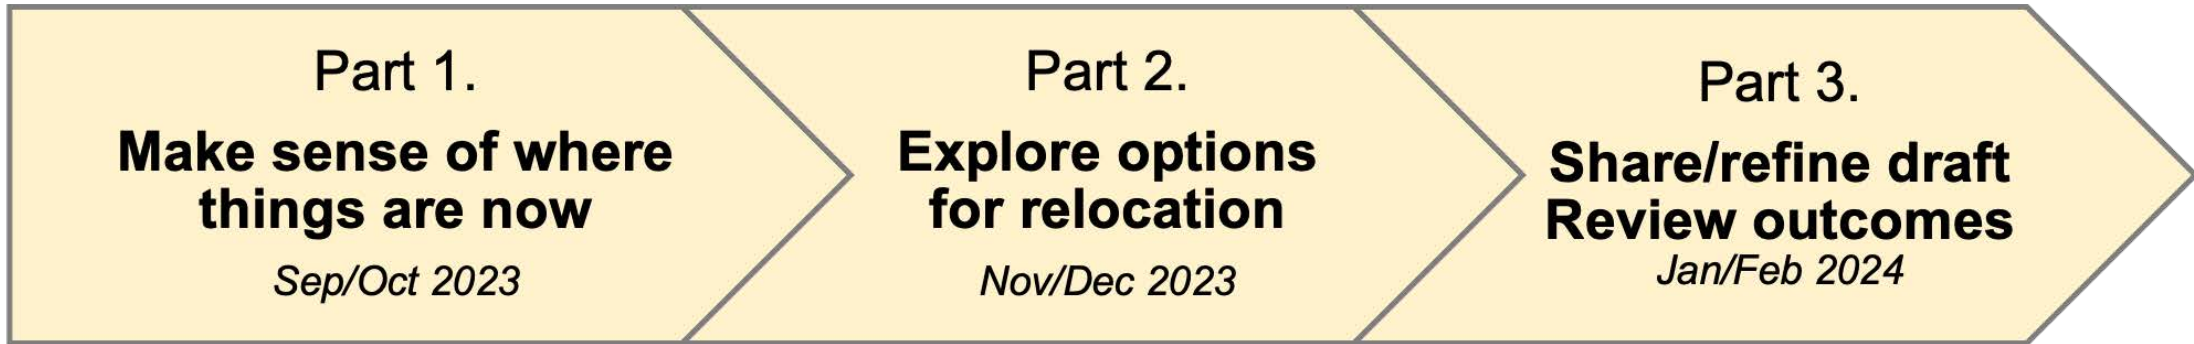 Part 1.
Make sense of where
things are now
Sep/Oct 2023
Part 2.
Explore options
for relocation
Nov/Dec 2023
Part 3.
Share/refine draft
Review outcomes
Jan/Feb 2024